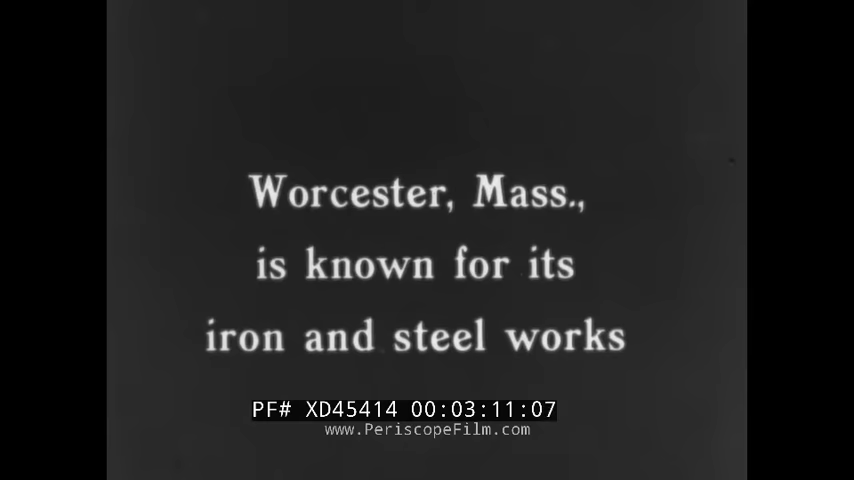 Worcester, Mass.,
is known for its
iron and steel works
PF# XD45414 00:03:11:07
www.PeriscopeFilm.com